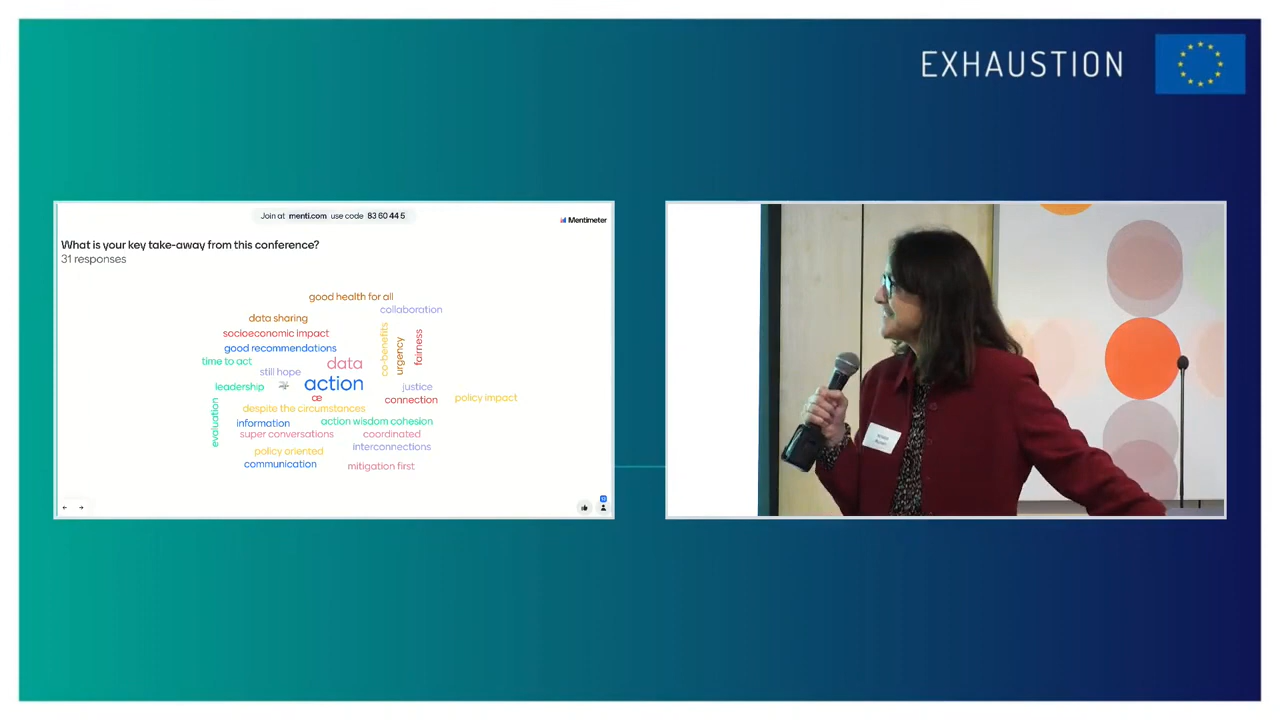 EXHAUSTION
Join at menti.com use code 83 60 44 5
Mentimeter
What is your key take-away from this conference?
31 responses
good health for all
collaboration
data sharing
socioeconomic impact
co-benefits
urgency
fairness
good recommendations
time to act
data
still hope
leadership
action
justice
æ
connection
policy impact
evaluation
despite the circumstances
information
action wisdom cohesion
super conversations
coordinated
policy oriented
interconnections
communication
mitigation first